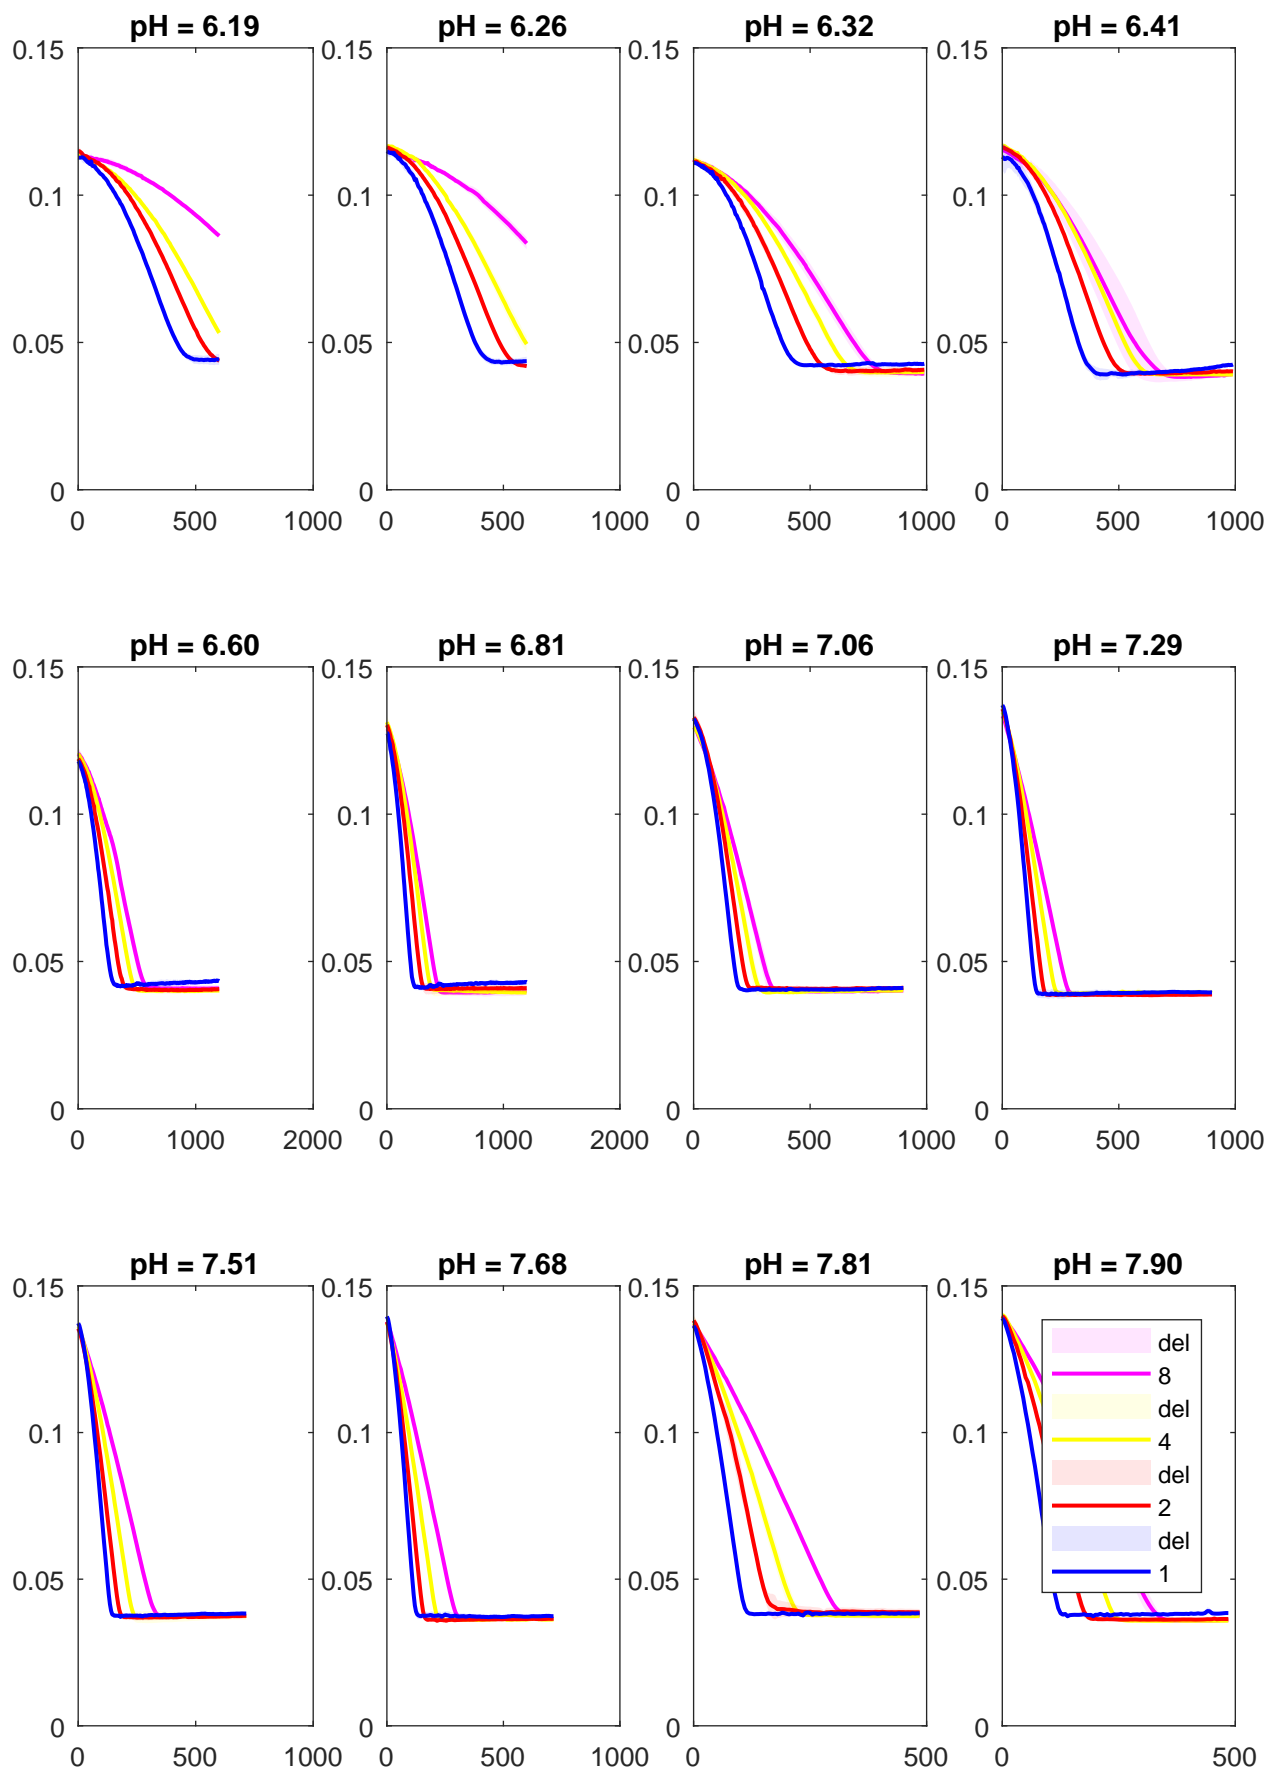 pH = 6.19 pH = 6.26 pH = 6.32 pH = 6.41
0.15 0.15 0.15 0.15
0.1 0.1 0.1 0.1
0.05 0.05 0.05 0.05
0 0 0 0
0 500 1000 0 500 1000 0 500 1000 0 500 1000
pH = 6.60 pH = 6.81 pH = 7.06 pH = 7.29
0.15 0.15 0.15 0.15
0.1 0.1 0.1 0.1
0.05 0.05 0.05 0.05
0 0 0 0
0 1000 2000 0 1000 2000 0 500 1000 0 500 1000
pH = 7.51 pH = 7.68 pH = 7.81 pH = 7.90
0.15 0.15 0.15 0.15
del
8
del
0.1 0.1 0.1 0.1
4
del
2
del
1
0.05 0.05 0.05 0.05
0 0 0 0
0 500 1000 0 500 1000 0 500 0 500